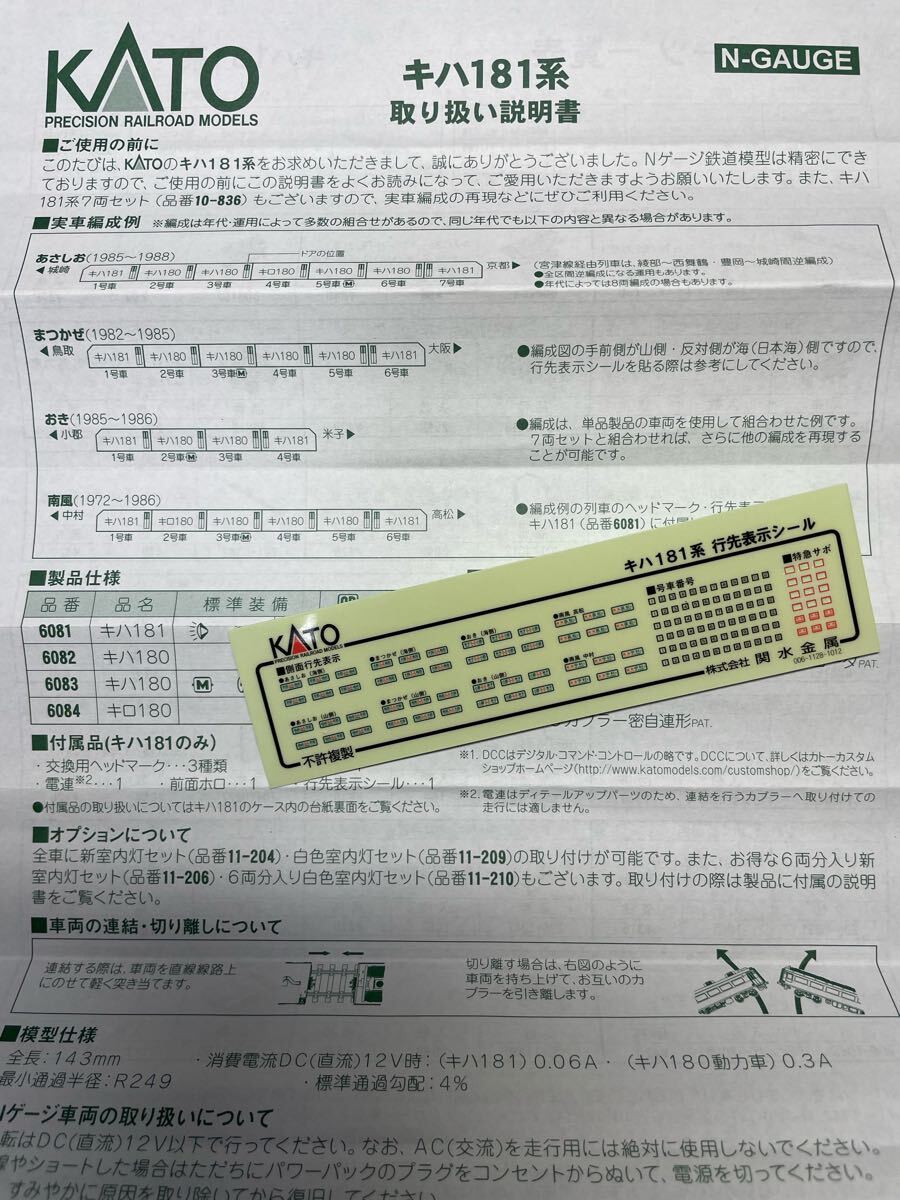 KATO
PRECISION RAILROAD MODELS
キハ181系
取り扱い説明書
N-GAUGE
■ご使用の前に
このたびは、KATOのキハ181系をお求めいただきまして、誠にありがとうございました。Nゲージ鉄道模型は精密にでき
ておりますので、ご使用の前にこの説明書をよくお読みになって、ご愛用いただきますようお願いいたします。また、キハ
181系7両セット(品番10-836)もございますので、実車編成の再現などにぜひご利用ください。
■実車編成例 ※編成は年代・運用によって多数の組合せがあるので、同じ年代でも以下の内容と異なる場合があります。
あさしお(1985～1988)
ドアの位置
◀城崎 キハ181 キハ180 キハ180 キロ180 キハ180 キハ180 キハ181 京都▶
1号車 2号車 3号車 4号車 5号車Ⓜ 6号車 7号車
(宮津線経由列車は、綾部～西舞鶴・豊岡～城崎間逆編成)
●全区間逆編成になる運用もあります。
●年代によっては8両編成の場合もあります。
まつかぜ(1982～1985)
◀鳥取 キハ181 キハ180 キハ180 キロ180 キハ180 キハ181 大阪▶
1号車 2号車 3号車Ⓜ 4号車 5号車 6号車
●編成図の手前側が山側・反対側が海(日本海)側ですので、
行先表示シールを貼る際は参考にしてください。
おき(1985～1986)
◀小郡 キハ181 キハ180 キハ180 キハ181 米子▶
1号車 2号車Ⓜ 3号車 4号車
●編成は、単品製品の車両を使用して組合わせた例です。
7両セットと組合わせれば、さらに他の編成を再現する
ことが可能です。
南風(1972～1986)
◀中村 キハ181 キロ180 キハ180 キハ180 キハ180 キハ181 高松▶
1号車 2号車 3号車Ⓜ 4号車 5号車 6号車
●編成例の列車のヘッドマーク・行先表示
キハ181(品番6081)に付属
■製品仕様
品番 品名 標準装備
6081 キハ181
6082 キハ180
6083 キハ180 M
6084 キロ180
キハ181系 行先表示シール
KATO
PRECISION RAILROAD MODELS
■側面行先表示
●あさしお(海側)
●まつかぜ(海側)
●おき(海側)
●南風 高松
■号車番号
■特急サボ
●あさしお(山側)
●まつかぜ(山側)
●おき(山側)
●南風 中村
不許複製
株式会社 関水金属
006-1128-1012
PAT.
カプラー密自連形PAT.
■付属品(キハ181のみ)
・交換用ヘッドマーク…3種類
・電連※2…1 ・前面ホロ…1 ・行先表示シール…1
●付属品の取り扱いについてはキハ181のケース内の台紙裏面をご覧ください。
※1. DCCはデジタル・コマンド・コントロールの略です。DCCについて、詳しくはカトーカスタム
ショップホームページ(http://www.katomodels.com/customshop/)をご覧ください。
※2. 電連はディテールアップパーツのため、連結を行うカプラーへ取り付けての
走行には適しません。
■オプションについて
全車に新室内灯セット(品番11-204)・白色室内灯セット(品番11-209)の取り付けが可能です。また、お得な6両分入り新
室内灯セット(品番11-206)・6両分入り白色室内灯セット(品番11-210)もございます。取り付けの際は製品に付属の説明
書をご覧ください。
■車両の連結・切り離しについて
連結する際は、車両を直線線路上
にのせて軽く突き当てます。
切り離す場合は、右図のように
車両を持ち上げて、お互いのカ
プラーを引き離します。
■模型仕様
全長：143mm ・消費電流DC(直流)12V時：(キハ181)0.06A・(キハ180動力車)0.3A
最小通過半径：R249 ・標準通過勾配：4%
Nゲージ車両の取り扱いについて
転はDC(直流)12V以下で行ってください。なお、AC(交流)を走行用には絶対に使用しないでください。
線やショートした場合はただちにパワーパックのプラグをコンセントからぬいて、電源を切ってください。
すみやかに原因を取り除いてから復旧してください。